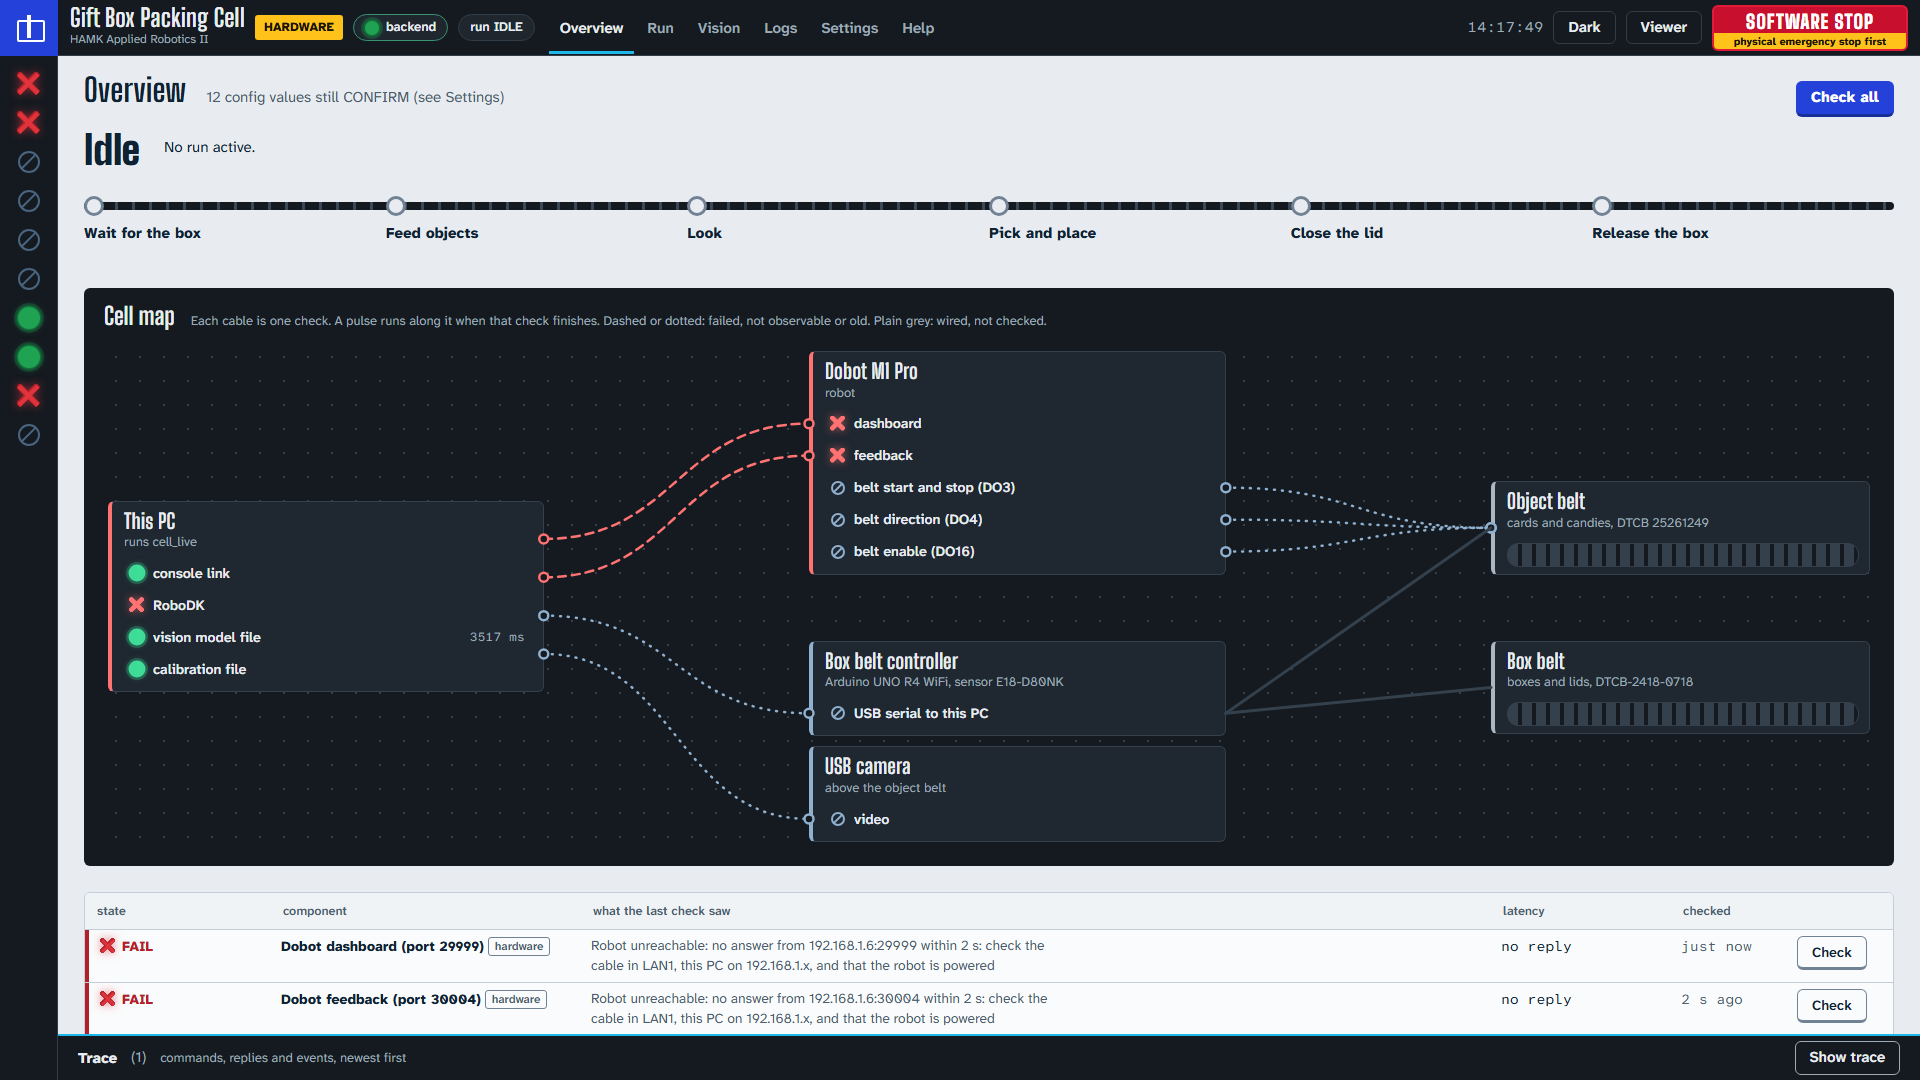 Gift Box Packing Cell
HAMK Applied Robotics II
HARDWARE
backend
run IDLE
Overview
Run
Vision
Logs
Settings
Help
14:17:49
Dark
Viewer
SOFTWARE STOP
physical emergency stop first
Overview
12 config values still CONFIRM (see Settings)
Check all
Idle
No run active.
Wait for the box
Feed objects
Look
Pick and place
Close the lid
Release the box
Cell map
Each cable is one check. A pulse runs along it when that check finishes. Dashed or dotted: failed, not observable or old. Plain grey: wired, not checked.
This PC
runs cell_live
console link
RoboDK
vision model file
3517 ms
calibration file
Dobot M1 Pro
robot
dashboard
feedback
belt start and stop (DO3)
belt direction (DO4)
belt enable (DO16)
Box belt controller
Arduino UNO R4 WiFi, sensor E18-D80NK
USB serial to this PC
USB camera
above the object belt
video
Object belt
cards and candies, DTCB 25261249
Box belt
boxes and lids, DTCB-2418-0718
state
component
what the last check saw
latency
checked
FAIL
Dobot dashboard (port 29999)
hardware
Robot unreachable: no answer from 192.168.1.6:29999 within 2 s: check the
cable in LAN1, this PC on 192.168.1.x, and that the robot is powered
no reply
just now
Check
FAIL
Dobot feedback (port 30004)
hardware
Robot unreachable: no answer from 192.168.1.6:30004 within 2 s: check the
cable in LAN1, this PC on 192.168.1.x, and that the robot is powered
no reply
2 s ago
Check
Trace
(1)
commands, replies and events, newest first
Show trace